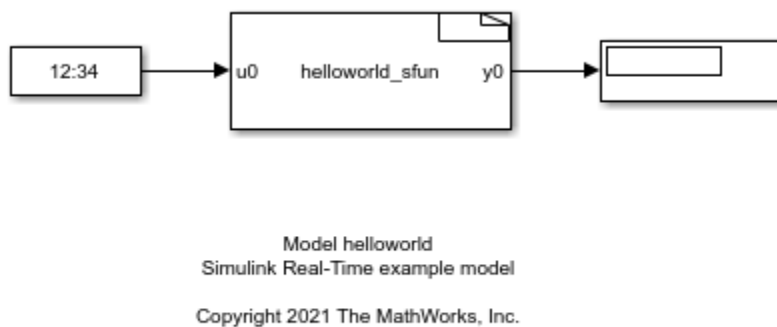 12:34
u0 helloworld_sfun y0
Model helloworld
Simulink Real-Time example model
Copyright 2021 The MathWorks, Inc.